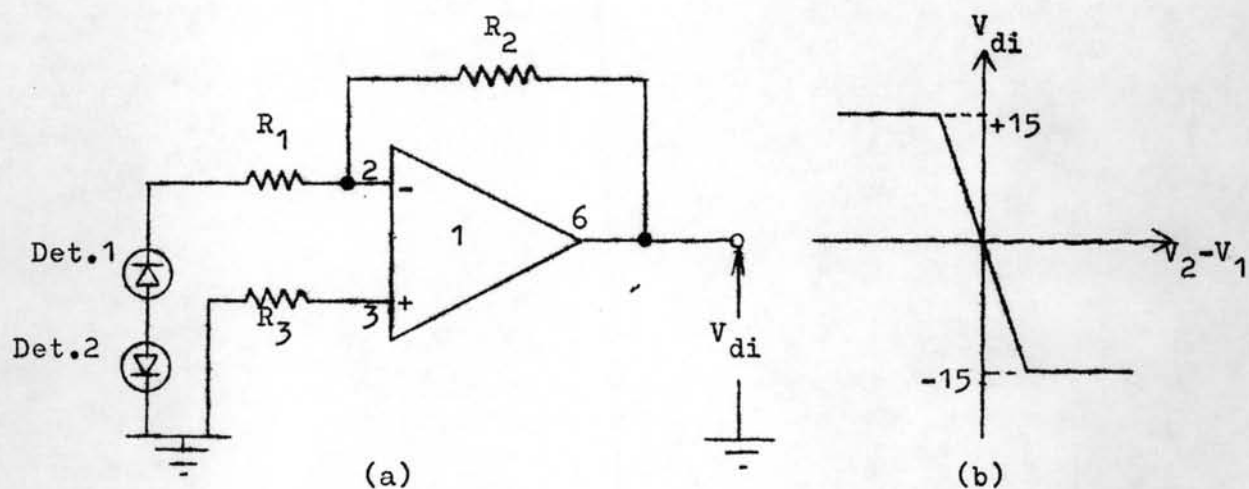 R2
R1
2
-
1
6
Det.1
Det.2
R3
3
+
Vdi
(a)
Vdi
+15
V2-V1
-15
(b)